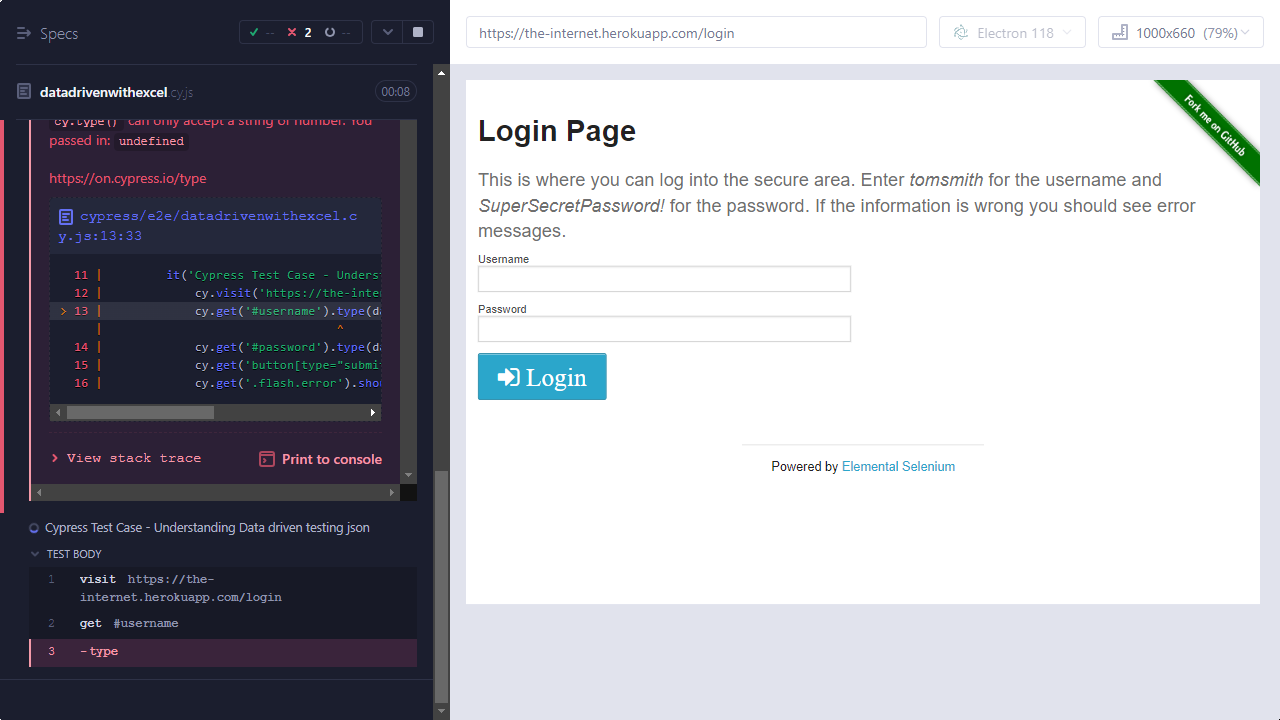 Specs
-- 2 --
https://the-internet.herokuapp.com/login
Electron 118
1000x660 (79%)
datadrivenwithexcel.cy.js
00:08
cy.type() can only accept a string or number. You
passed in: undefined
https://on.cypress.io/type
cypress/e2e/datadrivenwithexcel.c
y.js:13:33
11 | it('Cypress Test Case - Unders
12 | cy.visit('https://the-inte
> 13 | cy.get('#username').type(d
| ^
14 | cy.get('#password').type(d
15 | cy.get('button[type="submi
16 | cy.get('.flash.error').sho
> View stack trace
Print to console
Cypress Test Case - Understanding Data driven testing json
TEST BODY
1 visit https://the-
internet.herokuapp.com/login
2 get #username
3 -type
Fork me on GitHub
Login Page
This is where you can log into the secure area. Enter tomsmith for the username and
SuperSecretPassword! for the password. If the information is wrong you should see error
messages.
Username
Password
Login
Powered by Elemental Selenium